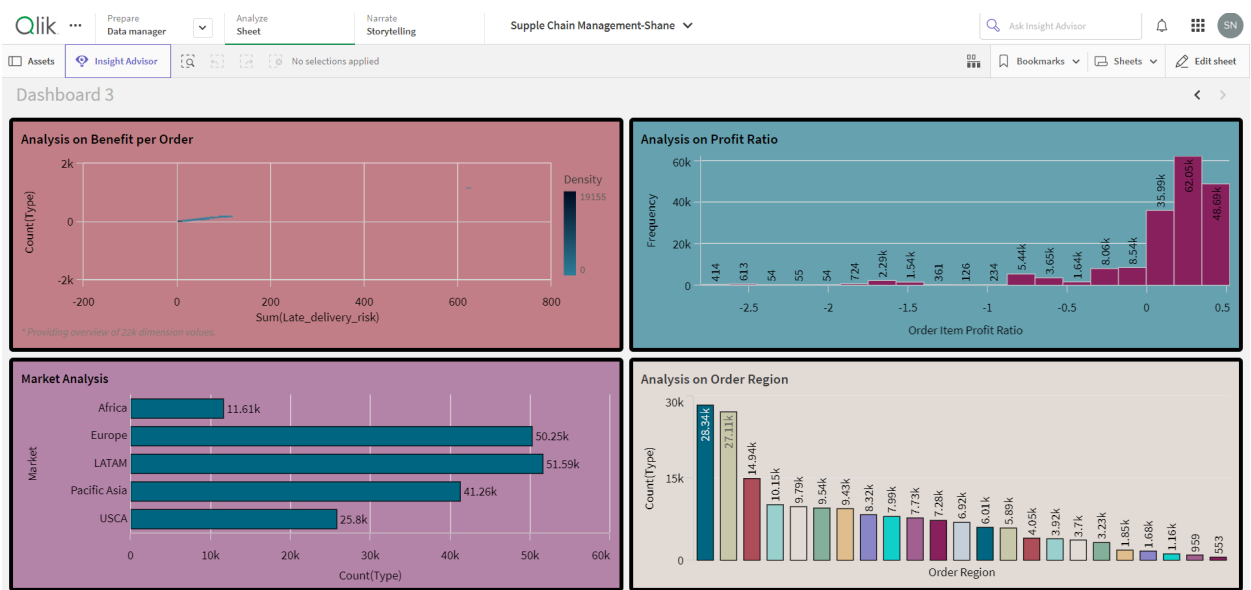 Qlik
Prepare
Data manager
Analyze
Sheet
Narrate
Storytelling
Supple Chain Management-Shane
Ask Insight Advisor
SN
Assets
Insight Advisor
No selections applied
Bookmarks
Sheets
Edit sheet
Dashboard 3
Analysis on Benefit per Order
Count(Type)
2k
0
-2k
-200
0
200
400
600
800
Sum(Late_delivery_risk)
Density
19155
0
* Providing overview of 22k dimension values.
Analysis on Profit Ratio
Frequency
60k
40k
20k
0
414
613
54
55
54
724
2.29k
1.54k
361
126
234
5.44k
3.65k
1.64k
8.06k
8.54k
35.99k
62.05k
48.69k
-2.5
-2
-1.5
-1
-0.5
0
0.5
Order Item Profit Ratio
Market Analysis
Market
Africa
11.61k
Europe
50.25k
LATAM
51.59k
Pacific Asia
41.26k
USCA
25.8k
0
10k
20k
30k
40k
50k
60k
Count(Type)
Analysis on Order Region
Count(Type)
30k
15k
0
28.34k
27.11k
14.94k
10.15k
9.79k
9.54k
9.43k
8.32k
7.99k
7.73k
7.28k
6.92k
6.01k
5.89k
4.05k
3.92k
3.7k
3.23k
1.85k
1.68k
1.16k
959
553
Order Region